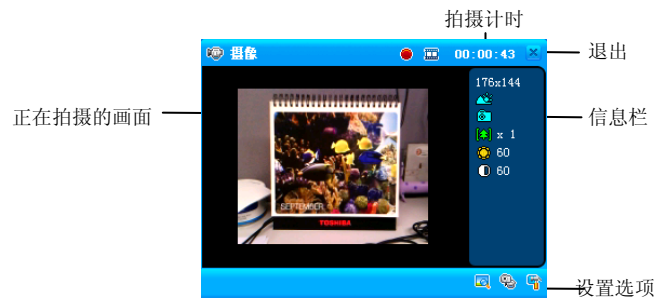 拍摄计时
摄像
00:00:43
退出
176x144
正在拍摄的画面
信息栏
x 1
60
60
SEPTEMBER
TOSHIBA
设置选项